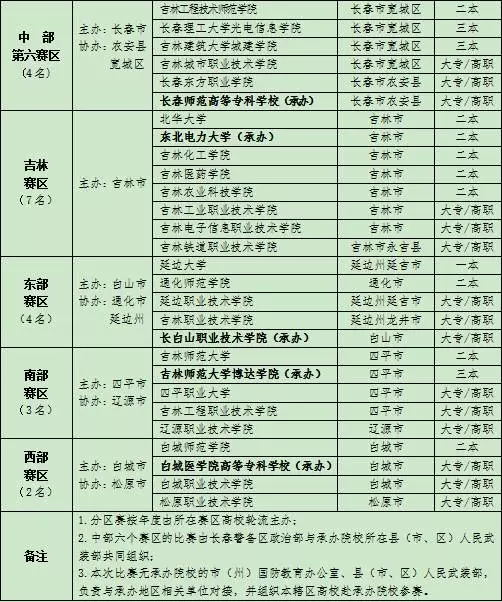 中部
第六赛区
(4名)
主办：长春市
协办：农安县
宽城区
吉林工程技术师范学院 长春市宽城区 二本
长春理工大学光电信息学院 长春市宽城区 三本
吉林建筑大学城建学院 长春市宽城区 三本
吉林城市职业技术学院 长春市宽城区 大专/高职
长春东方职业学院 长春市农安县 大专/高职
长春师范高等专科学校(承办) 长春市农安县 大专/高职
吉林
赛区
(7名)
主办：吉林市
北华大学 吉林市 二本
东北电力大学(承办) 吉林市 二本
吉林化工学院 吉林市 二本
吉林医药学院 吉林市 二本
吉林农业科技学院 吉林市 二本
吉林工业职业技术学院 吉林市 大专/高职
吉林电子信息职业技术学院 吉林市 大专/高职
吉林铁道职业技术学院 吉林市永吉县 大专/高职
东部
赛区
(4名)
主办：白山市
协办：通化市
延边州
延边大学 延边州延吉市 一本
通化师范学院 通化市 二本
延边职业技术学院 延边州延吉市 大专/高职
吉林职业技术学院 延边州龙井市 大专/高职
长白山职业技术学院(承办) 白山市 大专/高职
南部
赛区
(3名)
主办：四平市
协办：辽源市
吉林师范大学 四平市 二本
吉林师范大学博达学院(承办) 四平市 三本
四平职业大学 四平市 大专/高职
吉林工程职业技术学院 四平市 大专/高职
辽源职业技术学院 辽源市 大专/高职
西部
赛区
(2名)
主办：白城市
协办：松原市
白城师范学院 白城市 二本
白城医学院高等专科学校(承办) 白城市 大专/高职
白城职业技术学院 白城市 大专/高职
松原职业技术学院 松原市 大专/高职
备注
1.分区赛按年度由所在赛区高校轮流主办；
2.中部六个赛区的比赛由长春警备区政治部与承办院校所在县(市、区)人民武
装部共同组织；
3.本次比赛无承办院校的市(州)国防教育办公室、县(市、区)人民武装部，
负责与承办地区相关单位对接，并组织本辖区高校赴承办院校参赛。